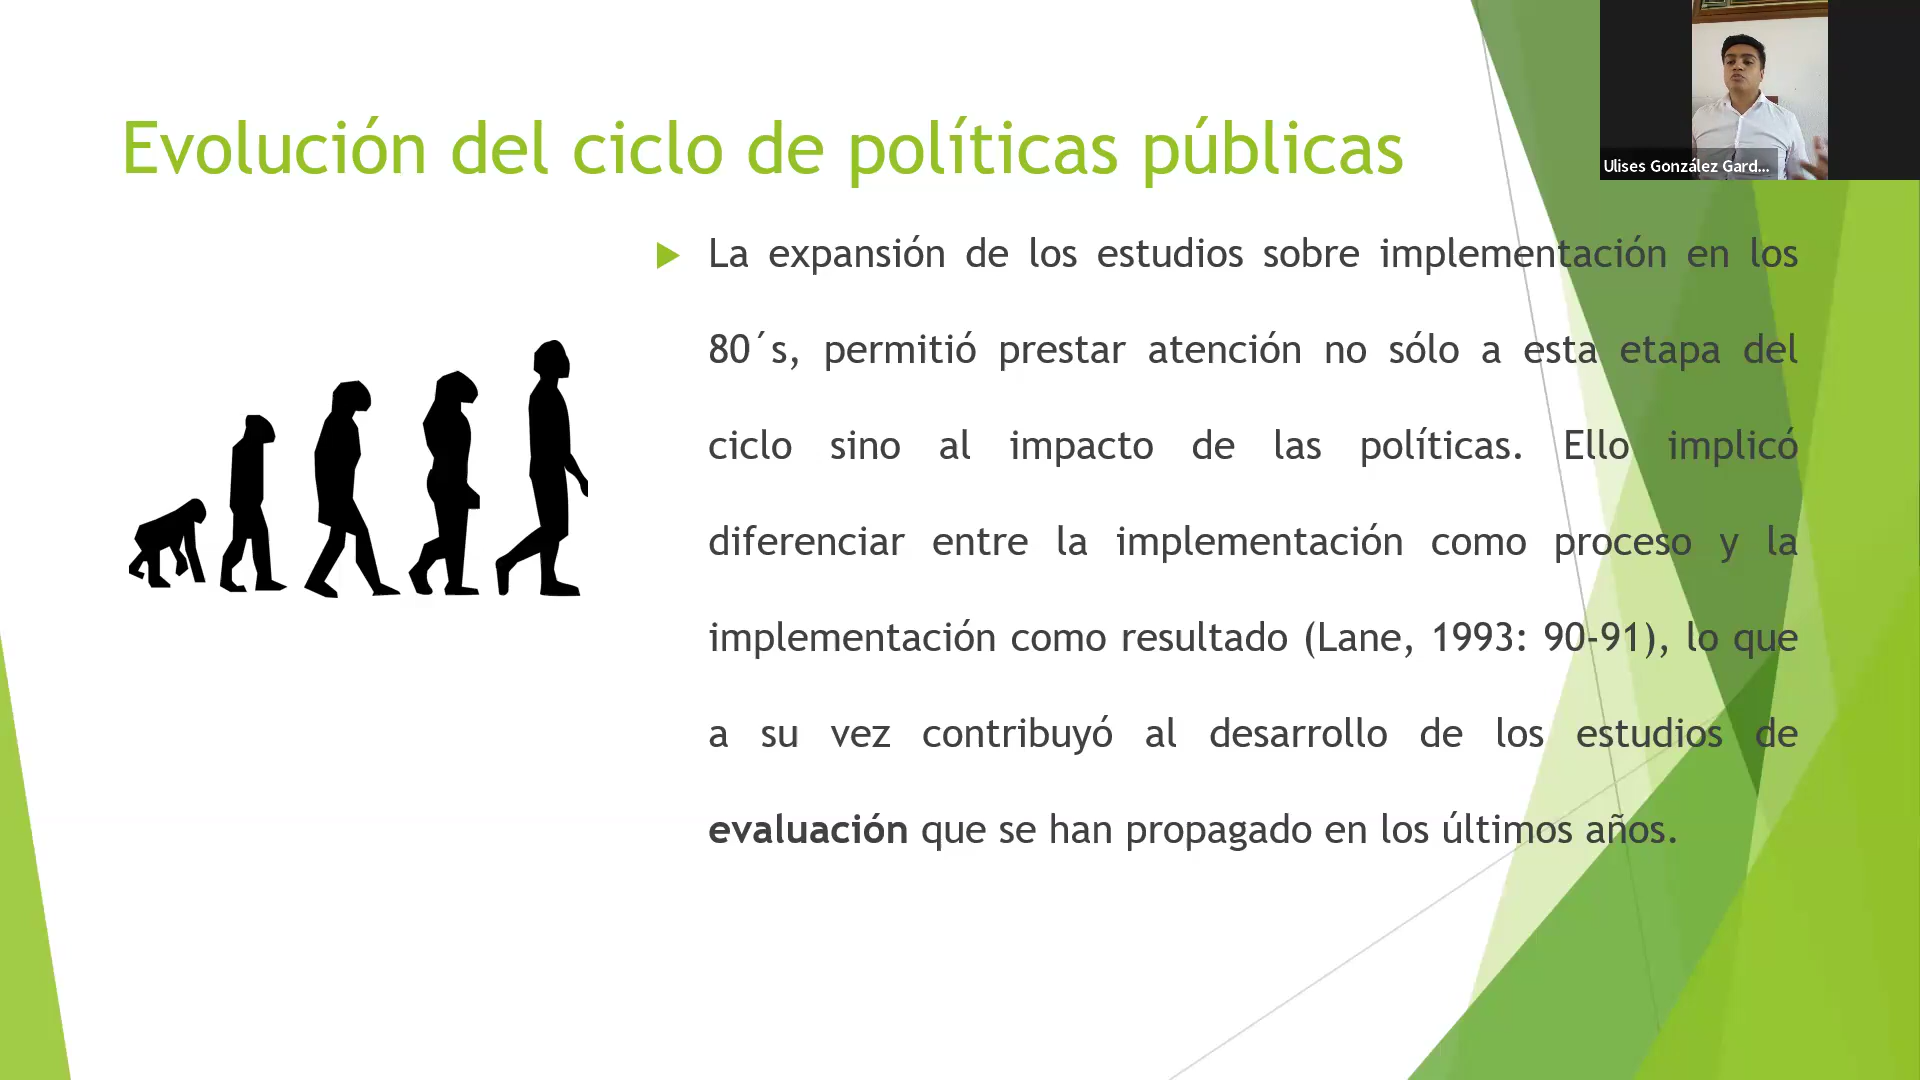 Evolución del ciclo de políticas públicas
Ulises González Gard...
La expansión de los estudios sobre implementación en los
80´s, permitió prestar atención no sólo a esta etapa del
ciclo sino al impacto de las políticas. Ello implicó
diferenciar entre la implementación como proceso y la
implementación como resultado (Lane, 1993: 90-91), lo que
a su vez contribuyó al desarrollo de los estudios de
evaluación que se han propagado en los últimos años.